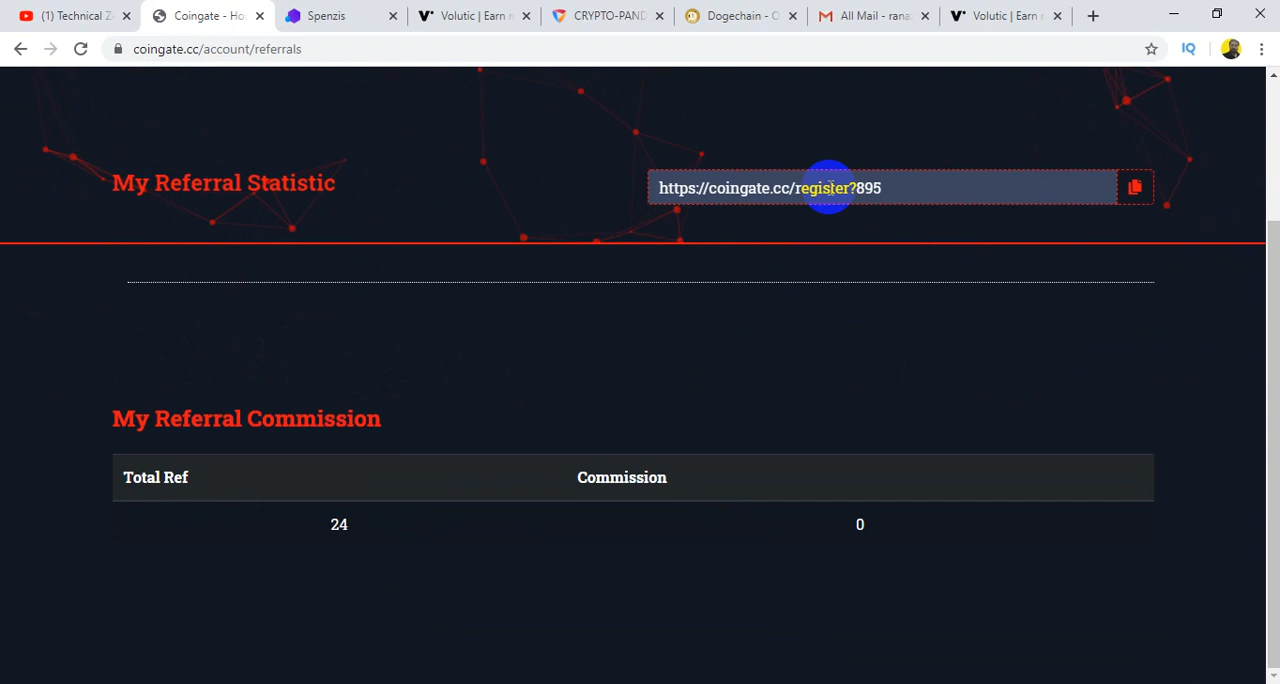 (1) Technical Z
Coingate - Ho
Spenzis
Volutic | Earn
CRYPTO-PAND
Dogechain - O
All Mail - rana
Volutic | Earn
coingate.cc/account/referrals
IQ
My Referral Statistic
https://coingate.cc/register?895
My Referral Commission
Total Ref Commission
24 0